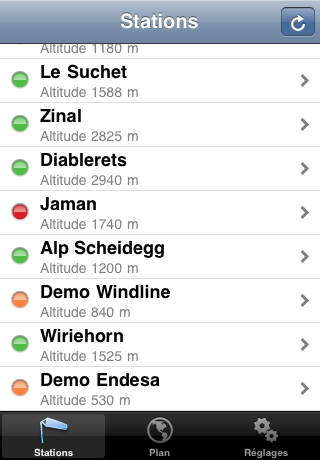 Stations
Altitude 1180 m
Le Suchet
Altitude 1588 m
Zinal
Altitude 2825 m
Diablerets
Altitude 2940 m
Jaman
Altitude 1740 m
Alp Scheidegg
Altitude 1200 m
Demo Windline
Altitude 840 m
Wiriehorn
Altitude 1525 m
Demo Endesa
Altitude 530 m
Stations Plan Réglages